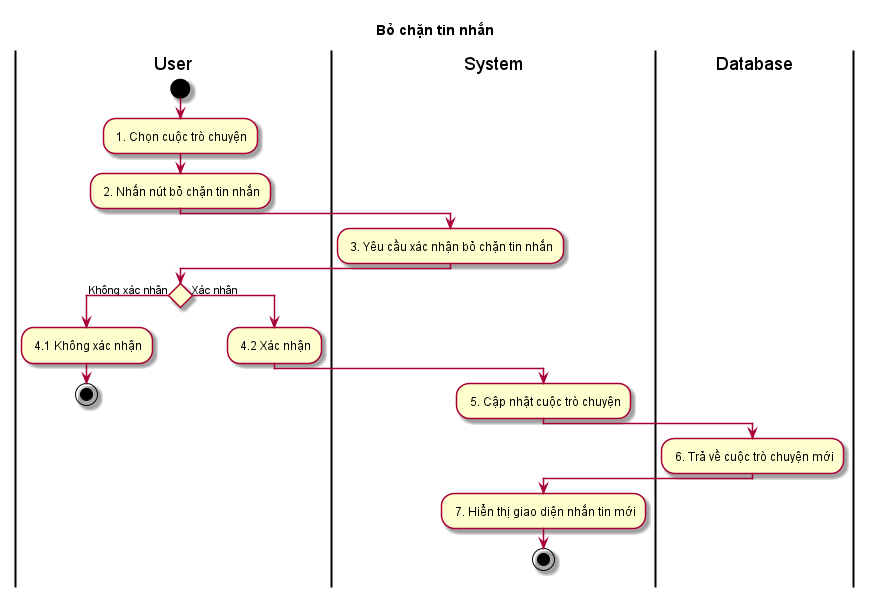 Bỏ chặn tin nhắn
User
System
Database
1. Chọn cuộc trò chuyện
2. Nhấn nút bỏ chặn tin nhắn
3. Yêu cầu xác nhận bỏ chặn tin nhắn
Không xác nhận
Xác nhận
4.1 Không xác nhận
4.2 Xác nhận
5. Cập nhật cuộc trò chuyện
6. Trả về cuộc trò chuyện mới
7. Hiển thị giao diện nhắn tin mới